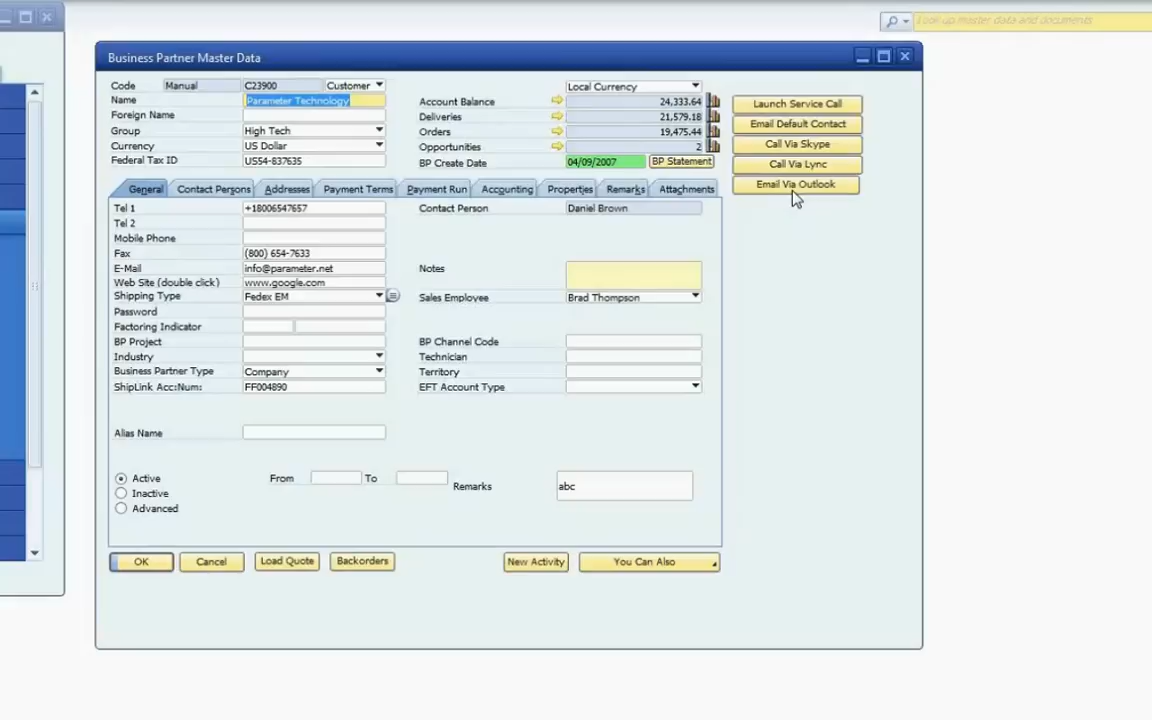 Look up master data and documents
Business Partner Master Data
Code Manual C23900 Customer
Name Parameter Technology
Foreign Name
Group High Tech
Currency US Dollar
Federal Tax ID US54-837635
Local Currency
Account Balance 24,333.64
Deliveries 21,579.18
Orders 19,475.44
Opportunities 2
BP Create Date 04/09/2007 BP Statement
Launch Service Call
Email Default Contact
Call Via Skype
Call Via Lync
Email Via Outlook
General Contact Persons Addresses Payment Terms Payment Run Accounting Properties Remarks Attachments
Tel 1 +18006547657
Tel 2
Mobile Phone
Fax (800) 654-7633
E-Mail info@parameter.net
Web Site (double click) www.google.com
Shipping Type Fedex EM
Password
Factoring Indicator
BP Project
Industry
Business Partner Type Company
ShipLink Acc:Num: FF004890
Alias Name
Contact Person Daniel Brown
Notes
Sales Employee Brad Thompson
BP Channel Code
Technician
Territory
EFT Account Type
Active From To Remarks abc
Inactive
Advanced
OK Cancel Load Quote Backorders New Activity You Can Also